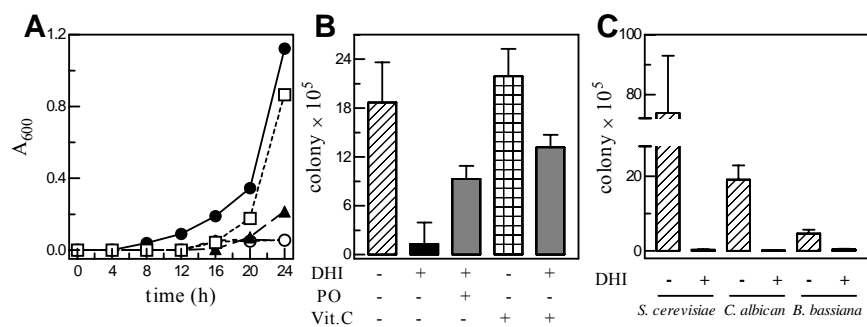 A
A600
1.2
0.8
0.4
0.0
0 4 8 12 16 20 24
time (h)
B
colony × 10^5
24
18
12
6
0
DHI - + + - +
PO - - + - -
Vit.C - - - + +
C
colony × 10^5
100
80
20
0
DHI - + - + - +
S. cerevisiae C. albican B. bassiana